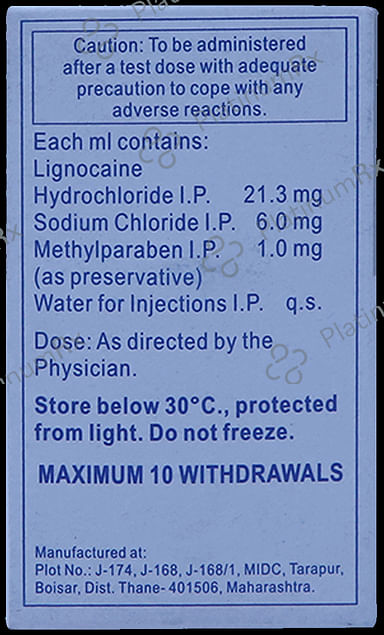 Caution: To be administered
after a test dose with adequate
precaution to cope with any
adverse reactions.
Each ml contains:
Lignocaine
Hydrochloride I.P. 21.3 mg
Sodium Chloride I.P. 6.0 mg
Methylparaben I.P. 1.0 mg
(as preservative)
Water for Injections I.P. q.s.
Dose: As directed by the
Physician.
Store below 30°C., protected
from light. Do not freeze.
MAXIMUM 10 WITHDRAWALS
Manufactured at:
Plot No.: J-174, J-168, J-168/1, MIDC, Tarapur,
Boisar, Dist. Thane- 401506, Maharashtra.
PlatinumRx